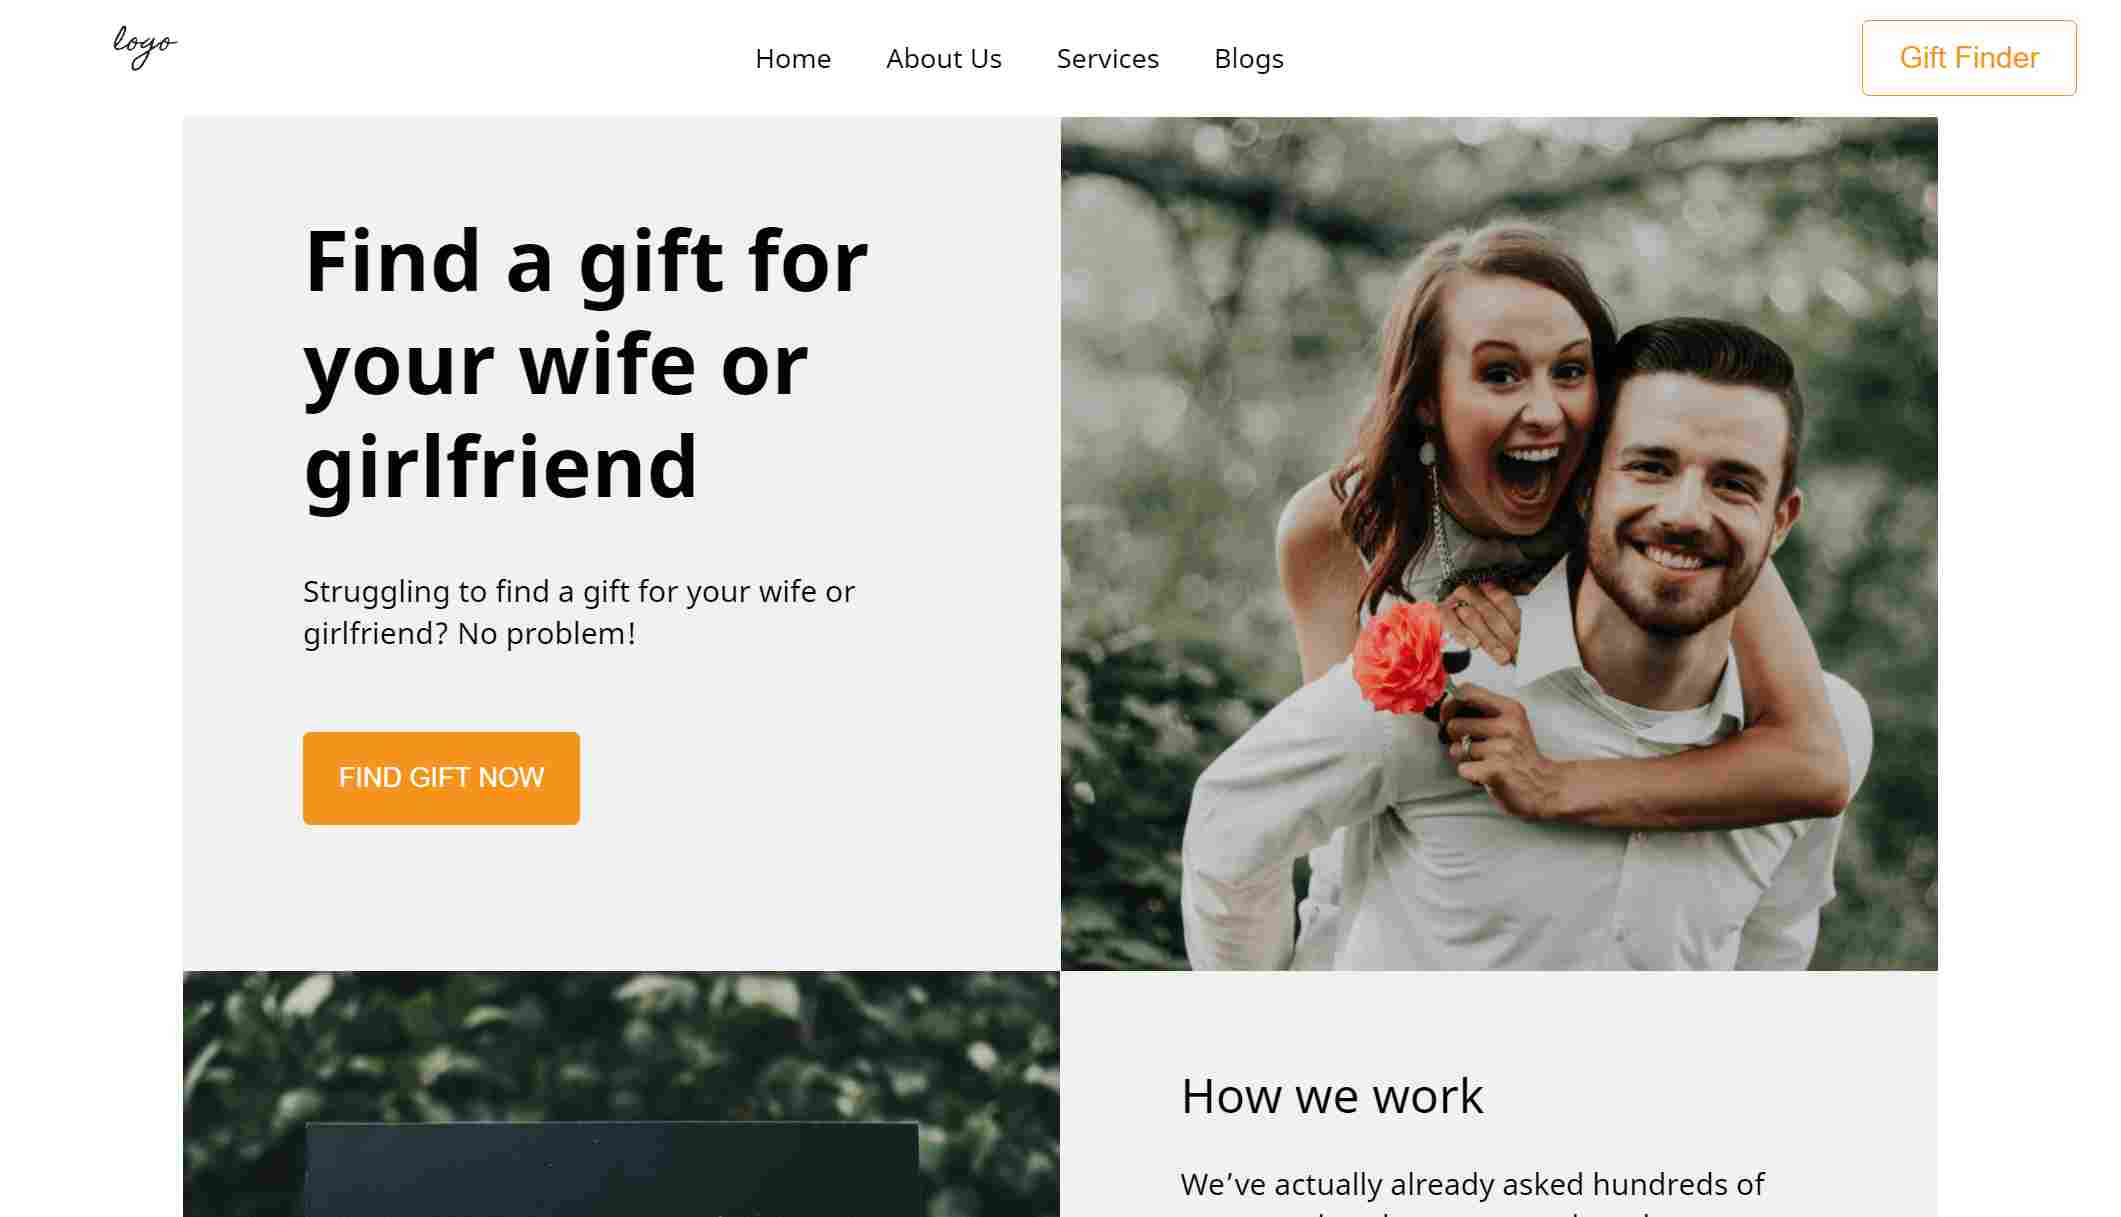 logo
Home
About Us
Services
Blogs
Gift Finder
Find a gift for
your wife or
girlfriend
Struggling to find a gift for your wife or
girlfriend? No problem!
FIND GIFT NOW
How we work
We’ve actually already asked hundreds of